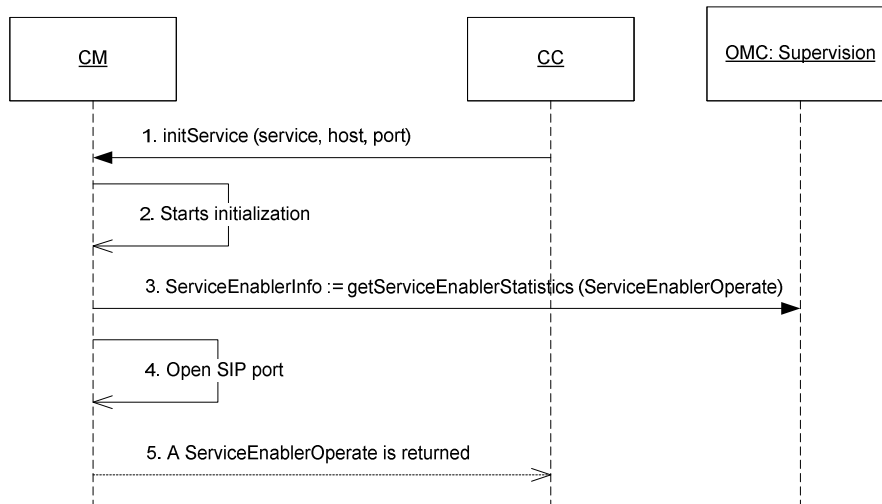 CM
CC
OMC: Supervision
1. initService (service, host, port)
2. Starts initialization
3. ServiceEnablerInfo := getServiceEnablerStatistics (ServiceEnablerOperate)
4. Open SIP port
5. A ServiceEnablerOperate is returned